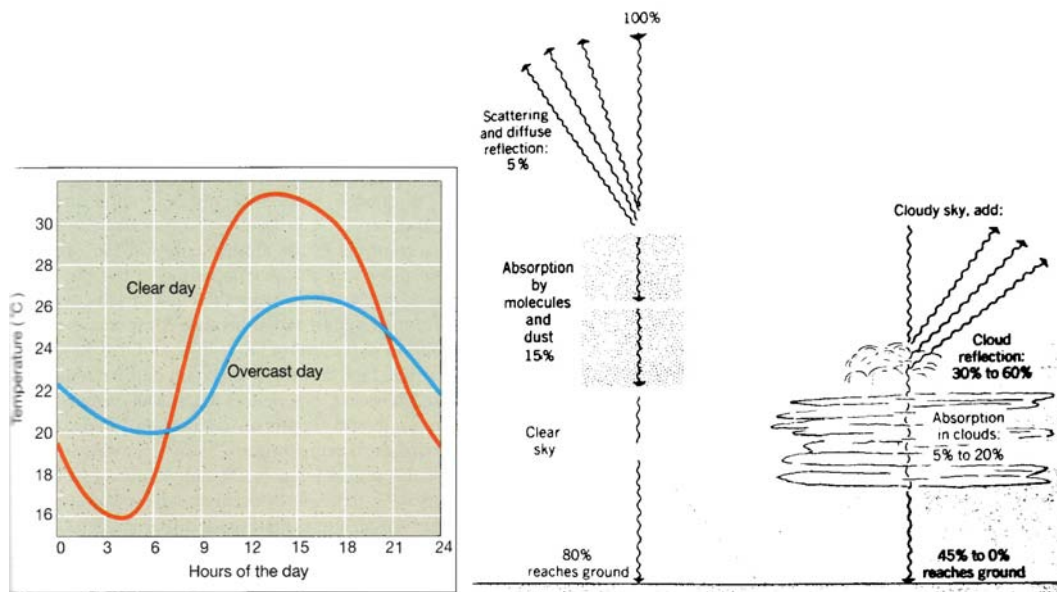 Temperature (°C)
30
28
26
24
22
20
18
16
Clear day
Overcast day
0 3 6 9 12 15 18 21 24
Hours of the day
100%
Scattering
and diffuse
reflection:
5%
Absorption
by
molecules
and
dust
15%
Clear
sky
80%
reaches ground
Cloudy sky, add:
Cloud
reflection:
30% to 60%
Absorption
in clouds:
5% to 20%
45% to 0%
reaches ground